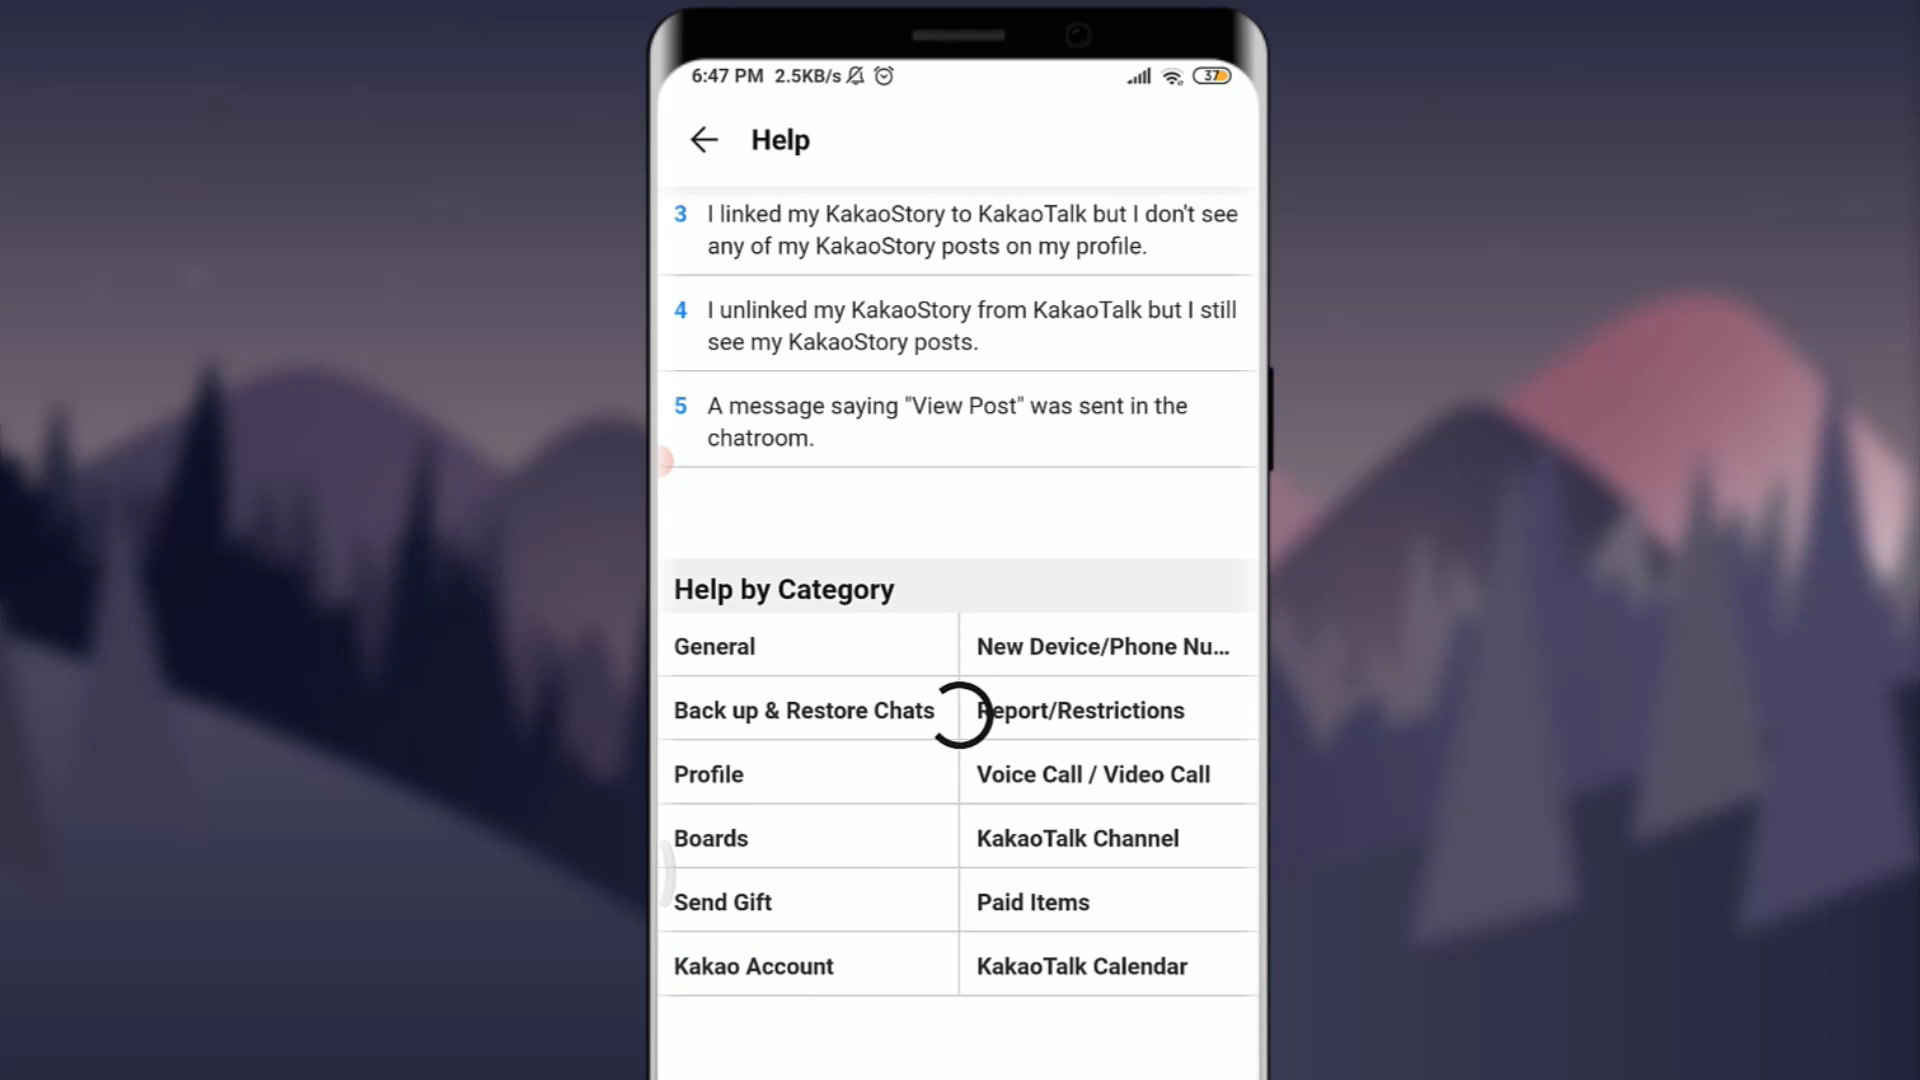 6:47 PM 2.5KB/s 37
Help
3 I linked my KakaoStory to KakaoTalk but I don't see
any of my KakaoStory posts on my profile.
4 I unlinked my KakaoStory from KakaoTalk but I still
see my KakaoStory posts.
5 A message saying "View Post" was sent in the
chatroom.
Help by Category
General New Device/Phone Nu...
Back up & Restore Chats Report/Restrictions
Profile Voice Call / Video Call
Boards KakaoTalk Channel
Send Gift Paid Items
Kakao Account KakaoTalk Calendar